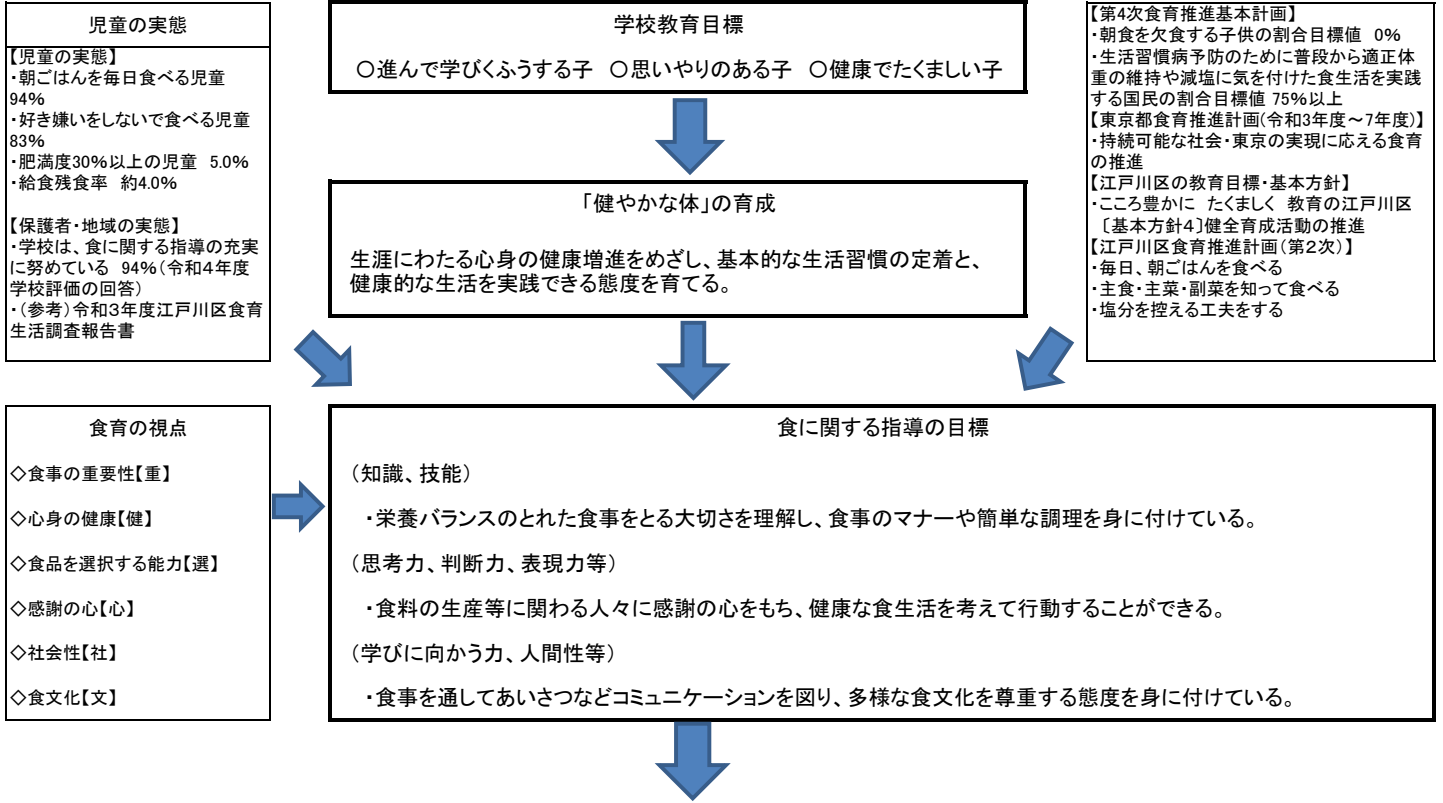 児童の実態
【児童の実態】
・朝ごはんを毎日食べる児童
94%
・好き嫌いをしないで食べる児童
83%
・肥満度30%以上の児童 5.0%
・給食残食率 約4.0%
【保護者・地域の実態】
・学校は、食に関する指導の充実
に努めている 94%(令和4年度
学校評価の回答)
・(参考)令和3年度江戸川区食育
生活調査報告書
学校教育目標
○進んで学びくふうする子 ○思いやりのある子 ○健康でたくましい子
「健やかな体」の育成
生涯にわたる心身の健康増進をめざし、基本的な生活習慣の定着と、
健康的な生活を実践できる態度を育てる。
【第4次食育推進基本計画】
・朝食を欠食する子供の割合目標値 0%
・生活習慣病予防のために普段から適正体
重の維持や減塩に気を付けた食生活を実践
する国民の割合目標値 75%以上
【東京都食育推進計画(令和3年度～7年度)】
・持続可能な社会・東京の実現に応える食育
の推進
【江戸川区の教育目標・基本方針】
・こころ豊かに たくましく 教育の江戸川区
〔基本方針4〕健全育成活動の推進
【江戸川区食育推進計画(第2次)】
・毎日、朝ごはんを食べる
・主食・主菜・副菜を知って食べる
・塩分を控える工夫をする
食育の視点
◇食事の重要性【重】
◇心身の健康【健】
◇食品を選択する能力【選】
◇感謝の心【心】
◇社会性【社】
◇食文化【文】
食に関する指導の目標
(知識、技能)
・栄養バランスのとれた食事をとる大切さを理解し、食事のマナーや簡単な調理を身に付けている。
(思考力、判断力、表現力等)
・食料の生産等に関わる人々に感謝の心をもち、健康な食生活を考えて行動することができる。
(学びに向かう力、人間性等)
・食事を通してあいさつなどコミュニケーションを図り、多様な食文化を尊重する態度を身に付けている。